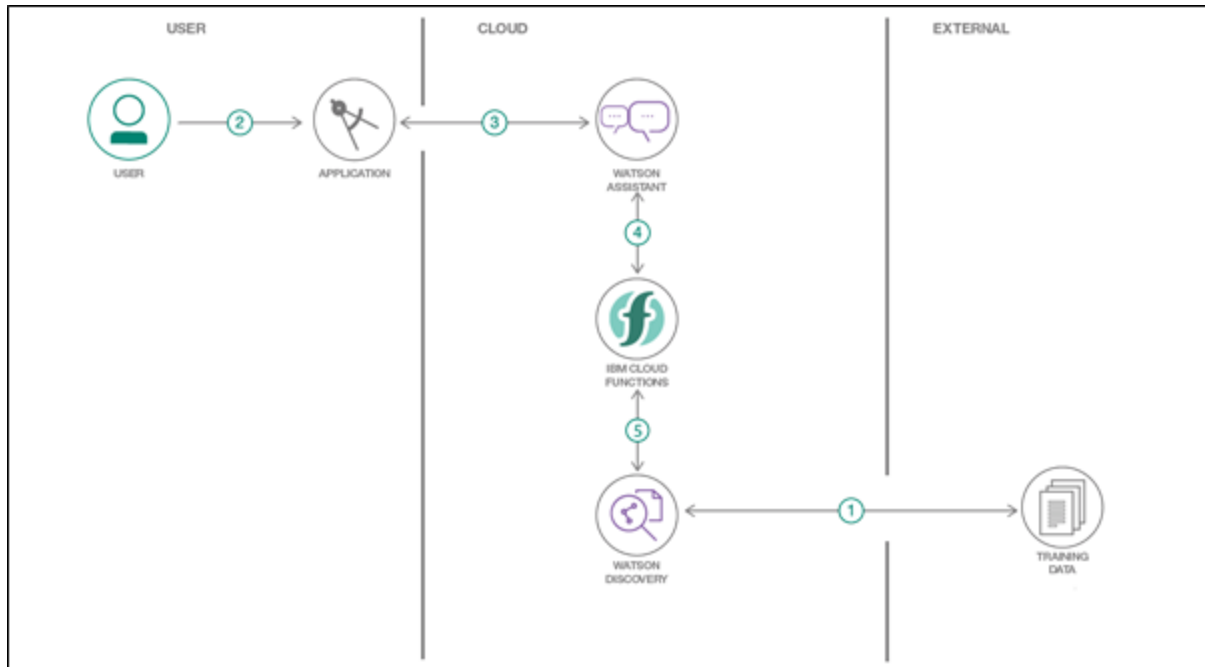 USER
CLOUD
EXTERNAL
2
3
USER
APPLICATION
WATSON
ASSISTANT
4
IBM CLOUD
FUNCTIONS
5
1
WATSON
DISCOVERY
TRAINING
DATA